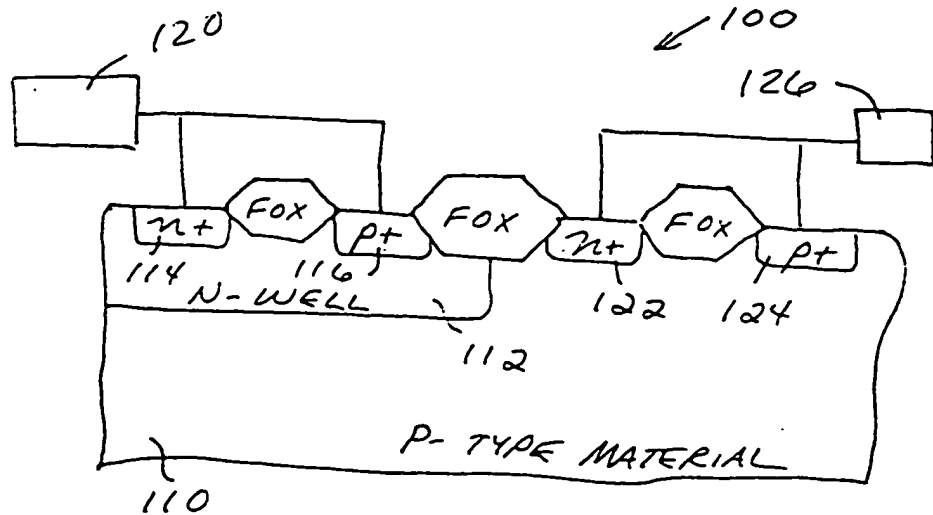 120
100
126
n+
FOX
p+
FOX
n+
FOX
p+
114
116
122
124
N-WELL
112
P-TYPE MATERIAL
110